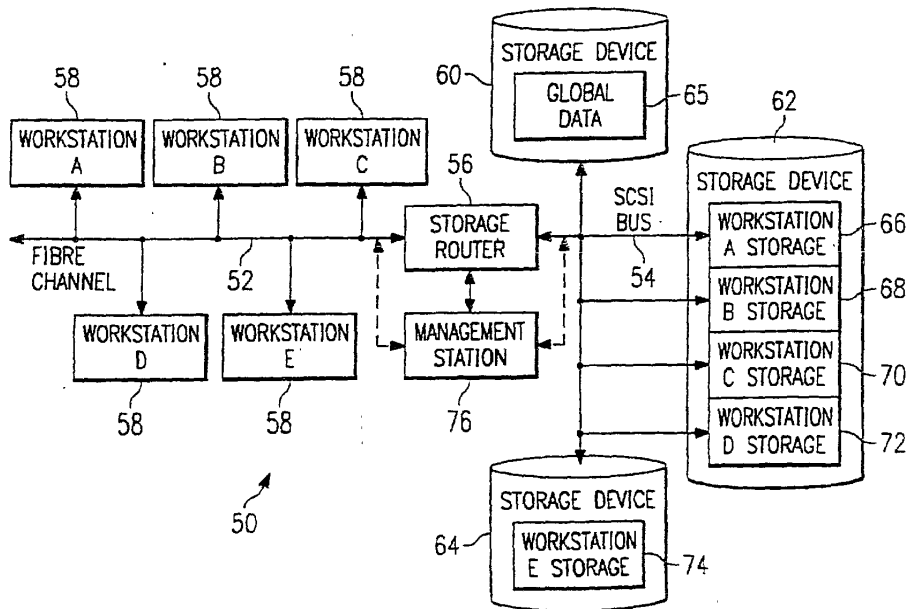 STORAGE DEVICE
60
GLOBAL
DATA
65
58
58
58
WORKSTATION
A
WORKSTATION
B
WORKSTATION
C
62
STORAGE DEVICE
56
STORAGE
ROUTER
SCSI
BUS
54
FIBRE
CHANNEL
52
WORKSTATION
A STORAGE
66
WORKSTATION
B STORAGE
68
WORKSTATION
C STORAGE
70
WORKSTATION
D STORAGE
72
WORKSTATION
D
WORKSTATION
E
MANAGEMENT
STATION
58
58
76
50
STORAGE DEVICE
64
WORKSTATION
E STORAGE
74